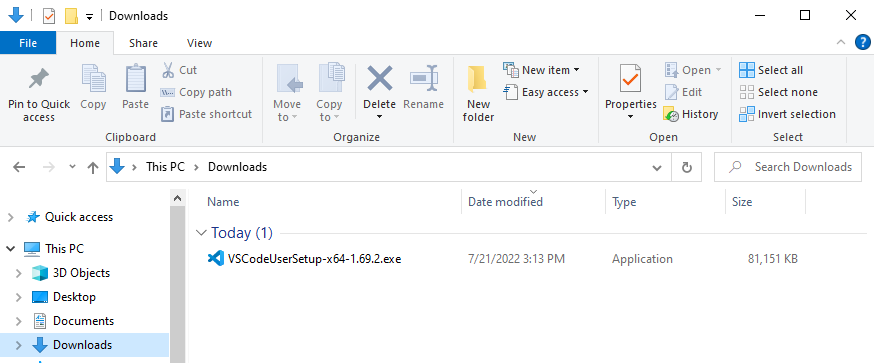 Downloads
File Home Share View
Pin to Quick access
Copy
Paste
Cut
Copy path
Paste shortcut
Clipboard
Move to
Copy to
Delete
Rename
Organize
New folder
New item
Easy access
New
Properties
Open
Edit
History
Open
Select all
Select none
Invert selection
Select
This PC > Downloads
Search Downloads
Quick access
This PC
3D Objects
Desktop
Documents
Downloads
Name Date modified Type Size
Today (1)
VSCodeUserSetup-x64-1.69.2.exe 7/21/2022 3:13 PM Application 81,151 KB